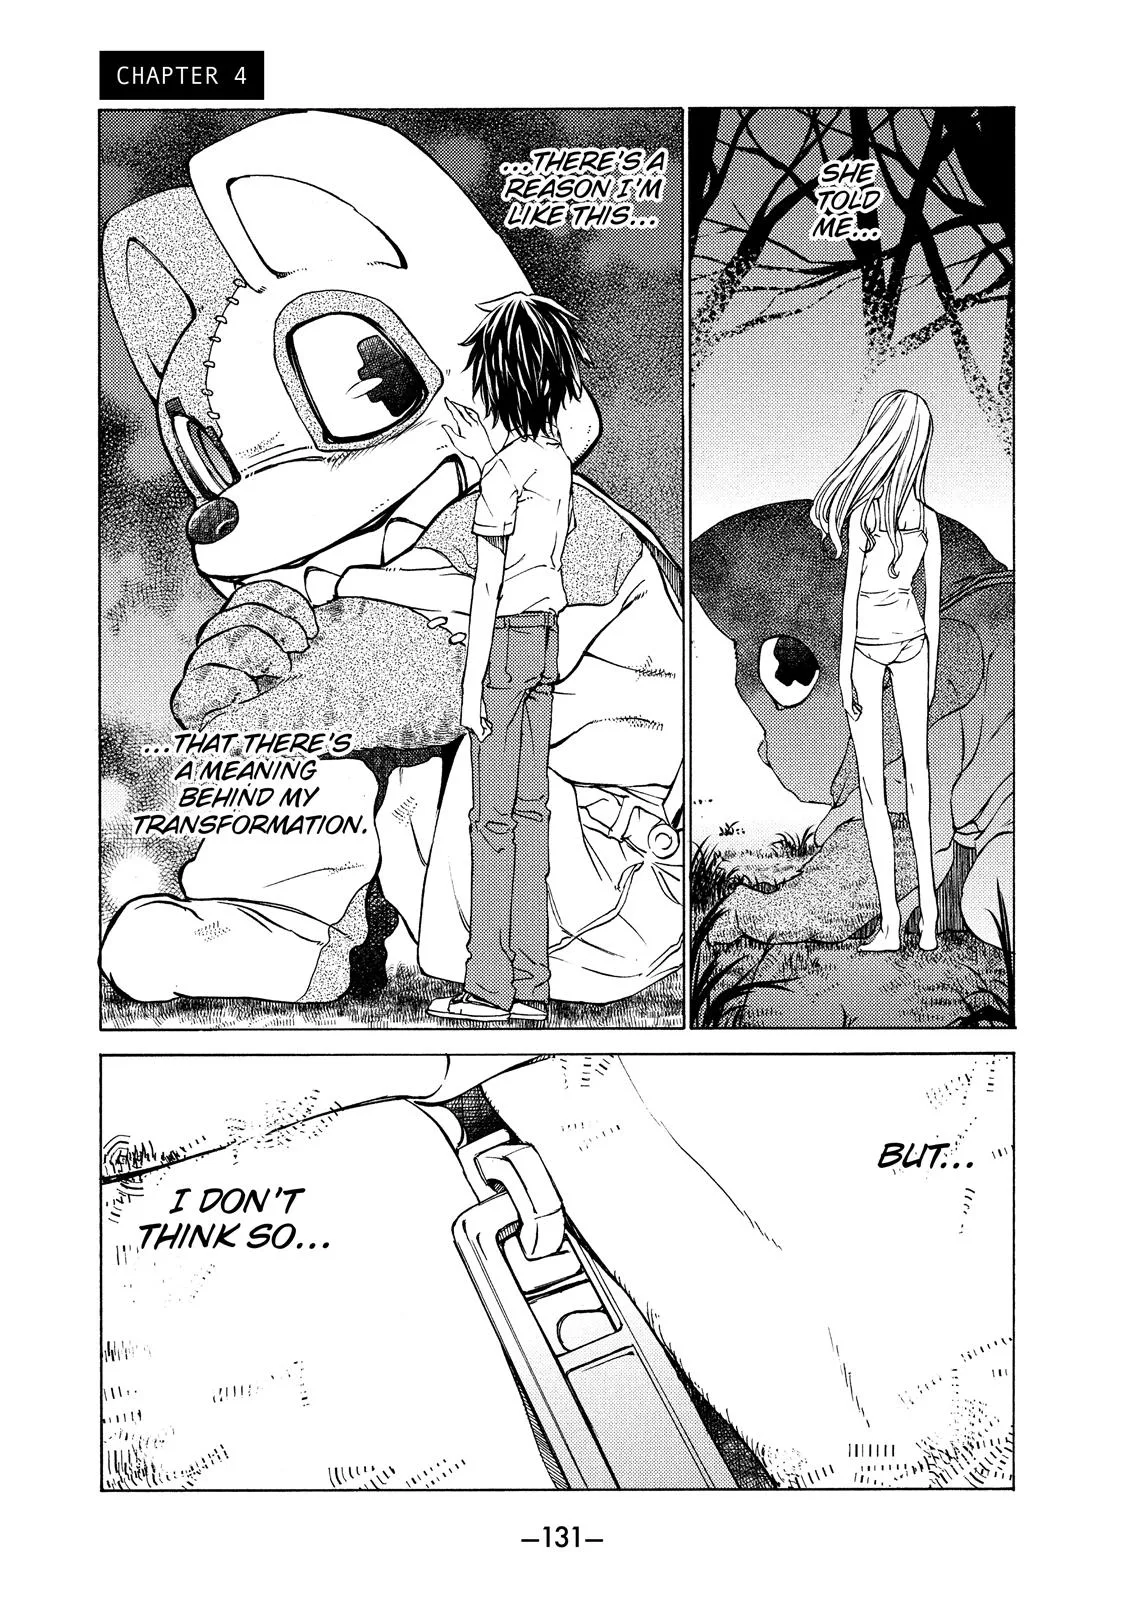 CHAPTER 4
SHE
TOLD
ME...
...THERE'S A
REASON I'M
LIKE THIS...
...THAT THERE'S
A MEANING
BEHIND MY
TRANSFORMATION.
BUT...
I DON'T
THINK SO...
–131–